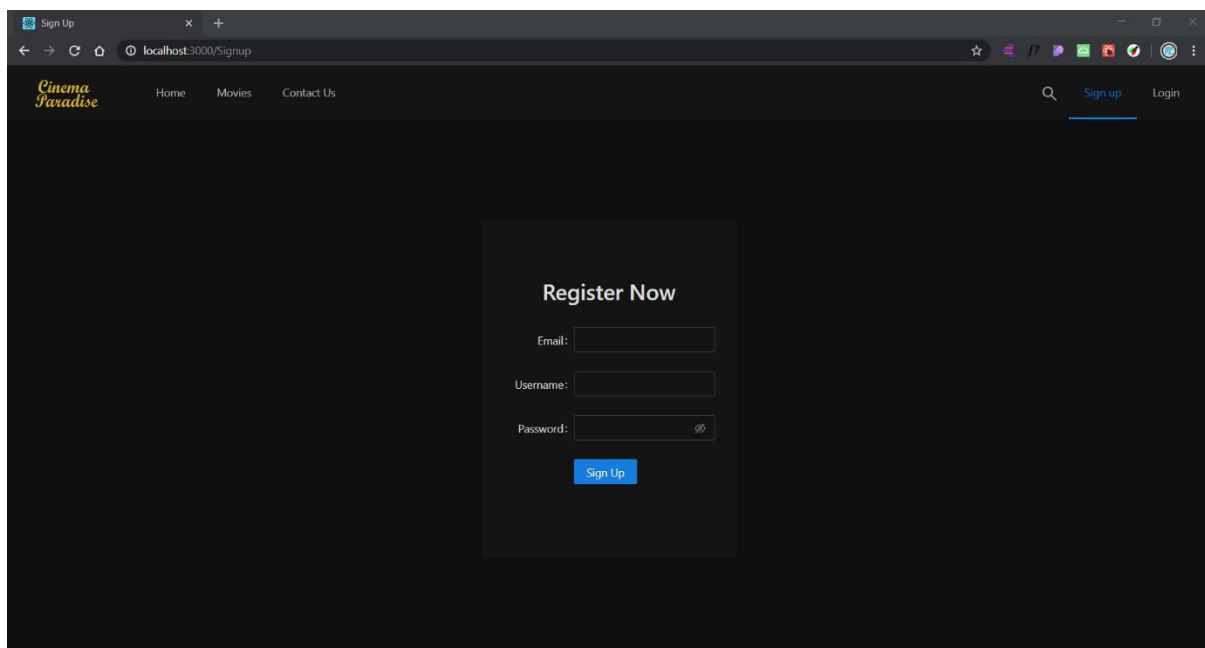 Sign Up
localhost:3000/Signup
Cinema
Paradise
Home Movies Contact Us Sign up Login
Register Now
Email:
Username:
Password:
Sign Up